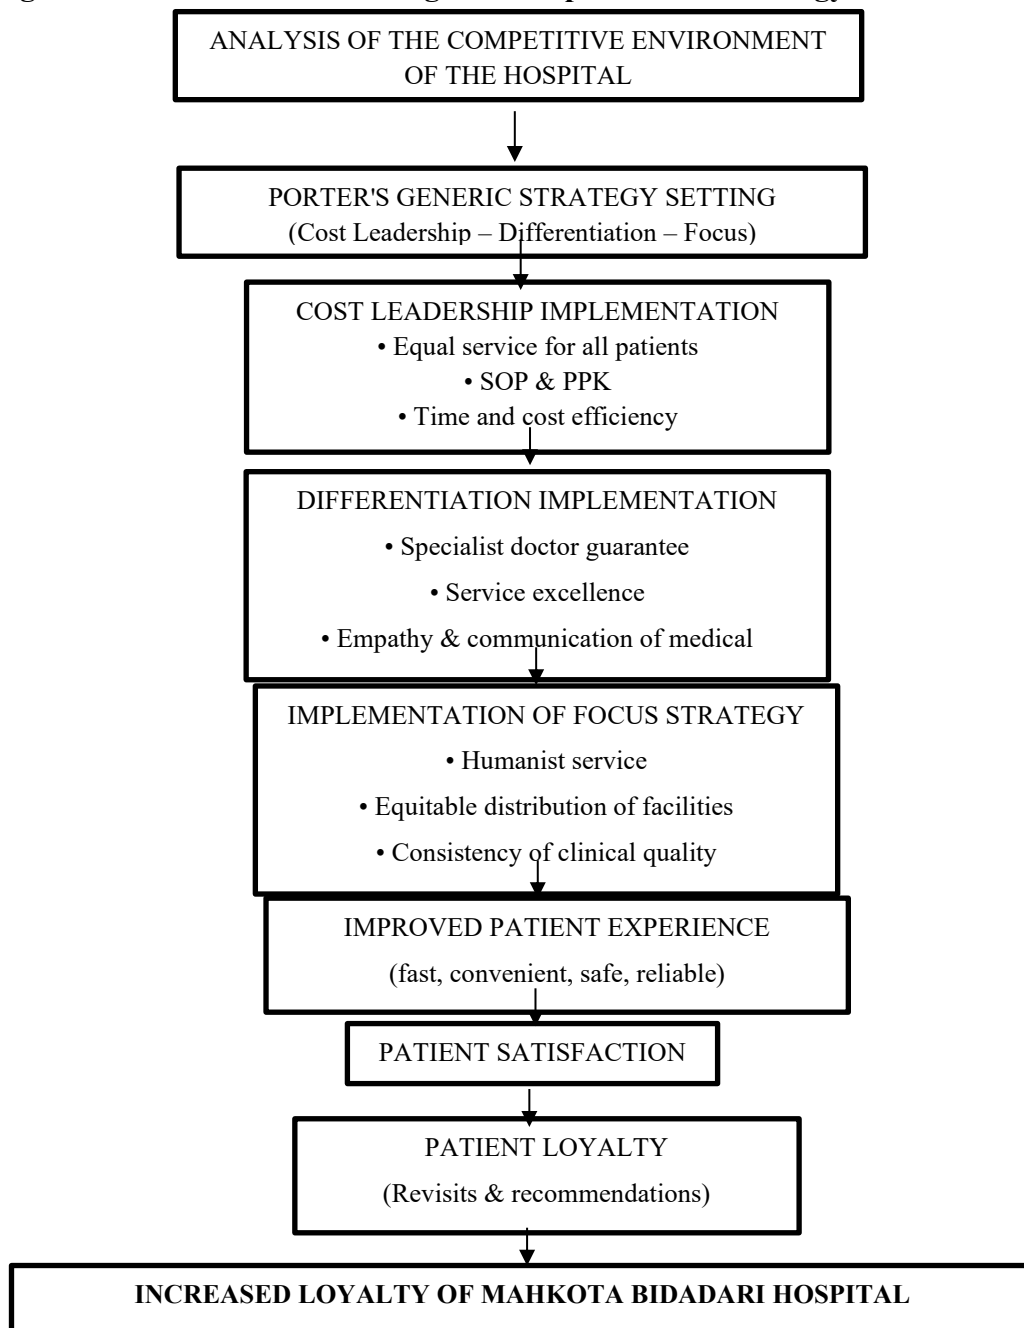 ANALYSIS OF THE COMPETITIVE ENVIRONMENT
OF THE HOSPITAL
PORTER'S GENERIC STRATEGY SETTING
(Cost Leadership – Differentiation – Focus)
COST LEADERSHIP IMPLEMENTATION
• Equal service for all patients
• SOP & PPK
• Time and cost efficiency
DIFFERENTIATION IMPLEMENTATION
• Specialist doctor guarantee
• Service excellence
• Empathy & communication of medical
IMPLEMENTATION OF FOCUS STRATEGY
• Humanist service
• Equitable distribution of facilities
• Consistency of clinical quality
IMPROVED PATIENT EXPERIENCE
(fast, convenient, safe, reliable)
PATIENT SATISFACTION
PATIENT LOYALTY
(Revisits & recommendations)
INCREASED LOYALTY OF MAHKOTA BIDADARI HOSPITAL